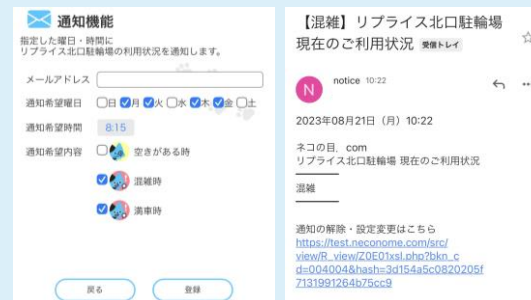 通知機能
指定した曜日・時間に
リプライス北口駐輪場の利用状況を通知します。
メールアドレス
通知希望曜日 日 月 火 水 木 金 土
通知希望時間 8:15
通知希望内容 空きがある時
混雑時
満車時
戻る 登録
【混雑】リプライス北口駐輪場
現在のご利用状況 受信トレイ
N notice 10:22
2023年08月21日（月）10:22
ネコの目．com
リプライス北口駐輪場 現在のご利用状況
混雑
通知の解除・設定変更はこちら
https://test.neconome.com/src/
view/R_view/Z0E01xsl.php?bkn_c
d=004004&hash=3d154a5c0820205f
7131991264b75cc9